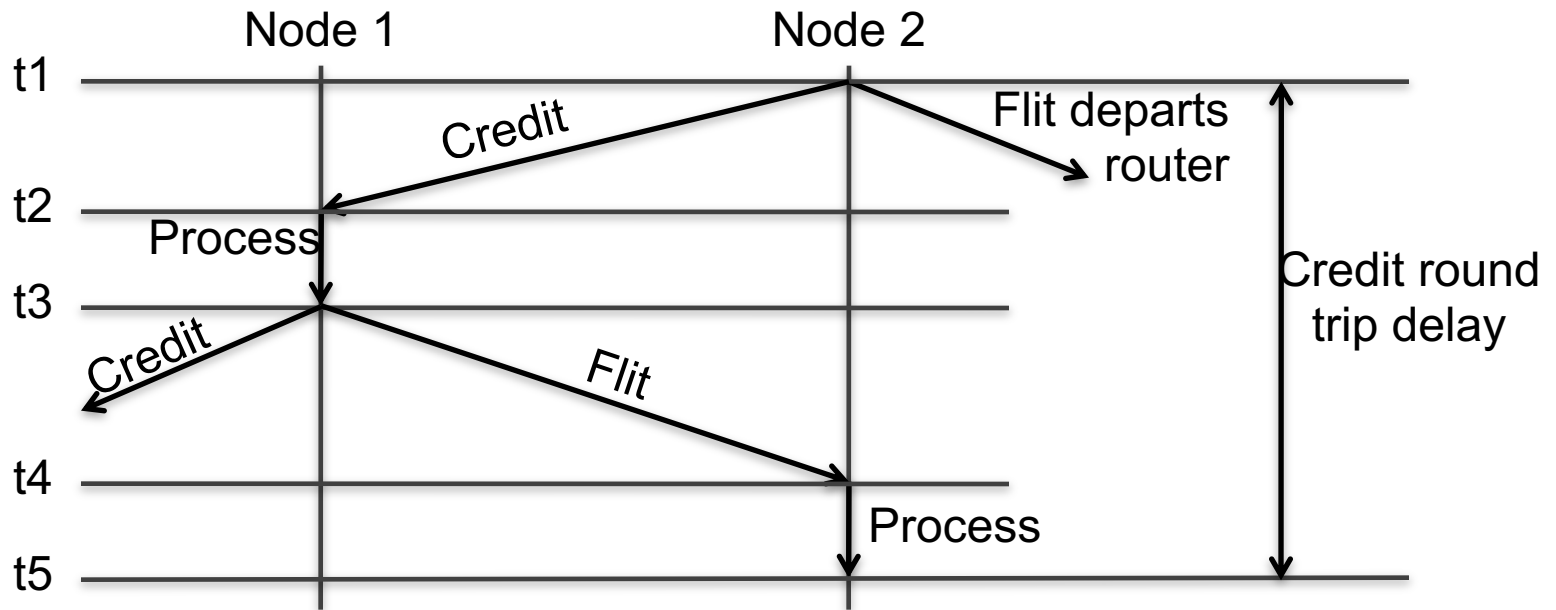 Node 1
Node 2
t1
Credit
Flit departs
router
t2
Process
Credit round
trip delay
t3
Credit
Flit
t4
Process
t5